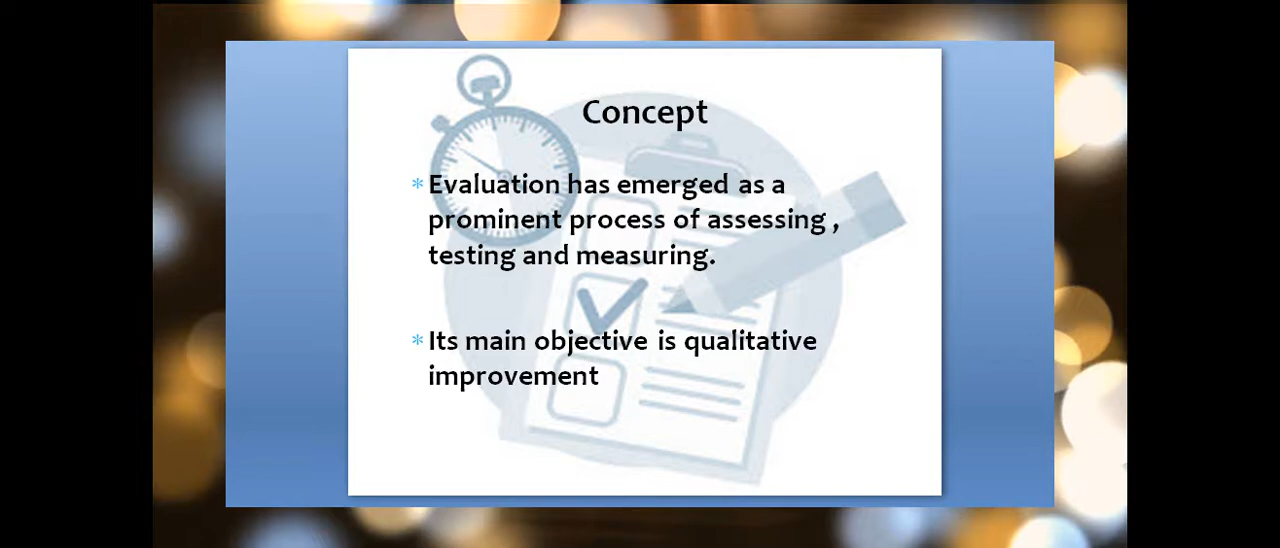 Concept
* Evaluation has emerged as a
prominent process of assessing ,
testing and measuring.
* Its main objective is qualitative
improvement